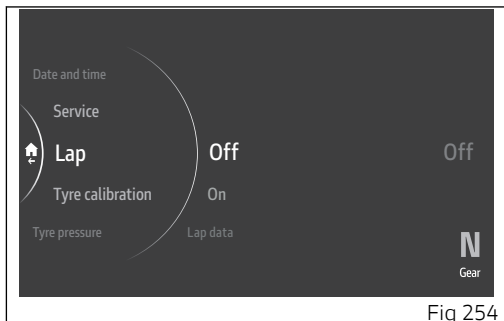 Date and time
Service
Lap
Off
Off
Tyre calibration
On
Tyre pressure
Lap data
N
Gear
Fig 254